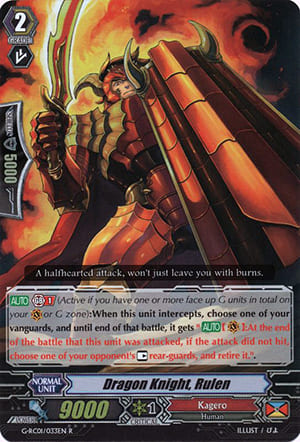 2
GRADE
SHIELD
5000
A halfhearted attack, won't just leave you with burns.
AUTO GB 1 (Active if you have one or more face up G units in total on
your V or G zone):When this unit intercepts, choose one of your
vanguards, and until end of that battle, it gets "AUTO V:At the end
of the battle that this unit was attacked, if the attack did not hit,
choose one of your opponent's rear-guards, and retire it.".
NORMAL
UNIT
Dragon Knight, Rulen
POWER
9000
1
CRITICAL
Kagero
Human
G-RC01/033EN R
ILLUST /